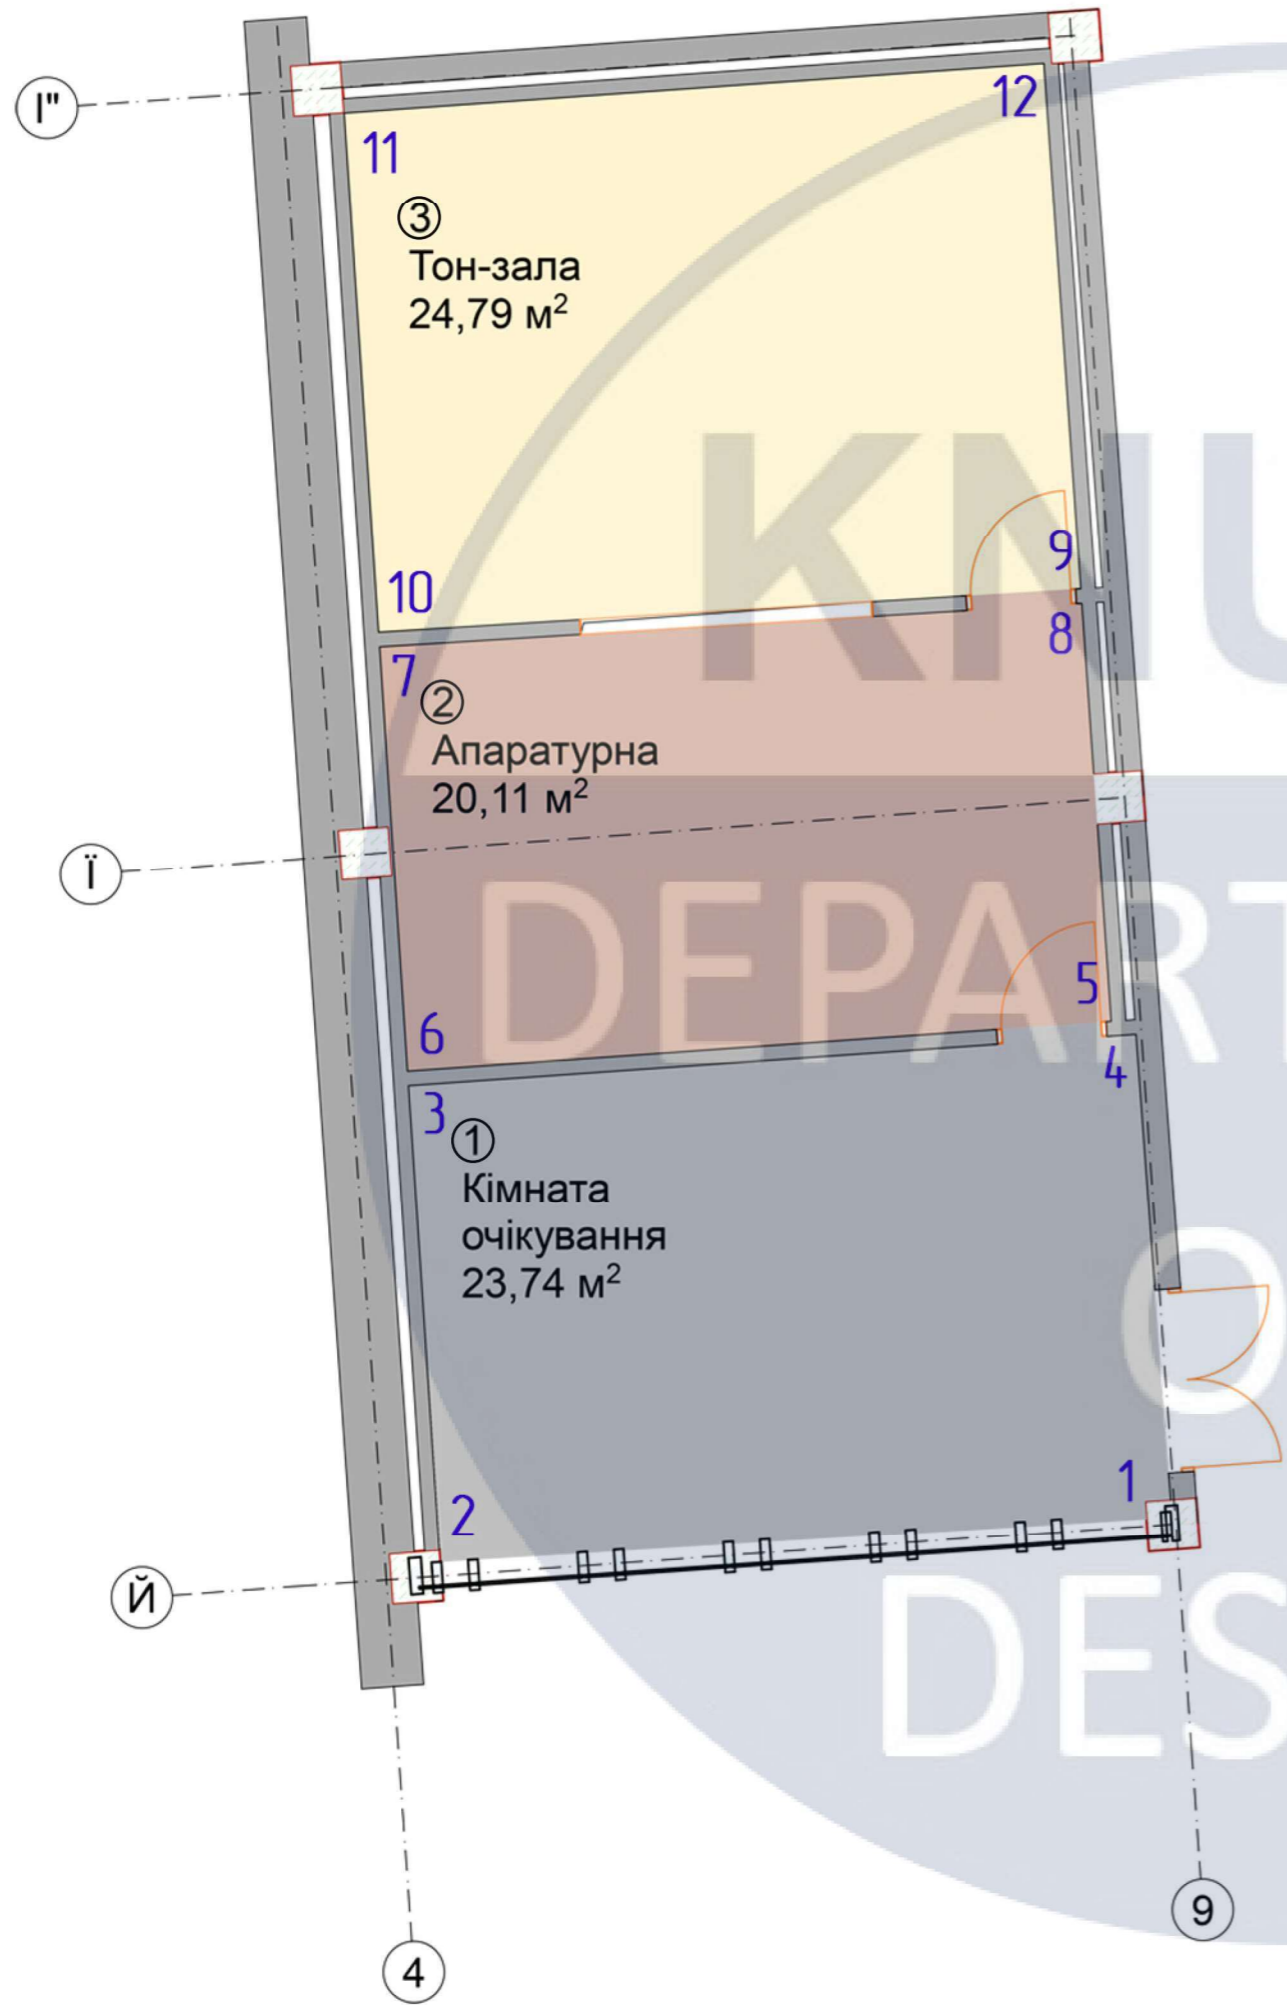 І"
12
11
3
Тон-зала
24,79 м²
KNU
9
10
8
7
2
Апаратурна
20,11 м²
Ї
DEPART
5
6
4
3
1
Кімната
очікування
23,74 м²
O
1
2
Й
DES
9
4